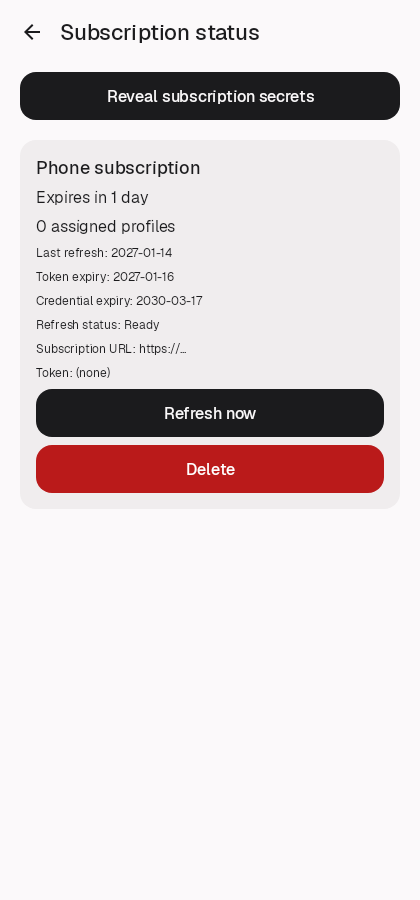 Subscription status
Reveal subscription secrets
Phone subscription
Expires in 1 day
0 assigned profiles
Last refresh: 2027-01-14
Token expiry: 2027-01-16
Credential expiry: 2030-03-17
Refresh status: Ready
Subscription URL: https://…
Token: (none)
Refresh now
Delete